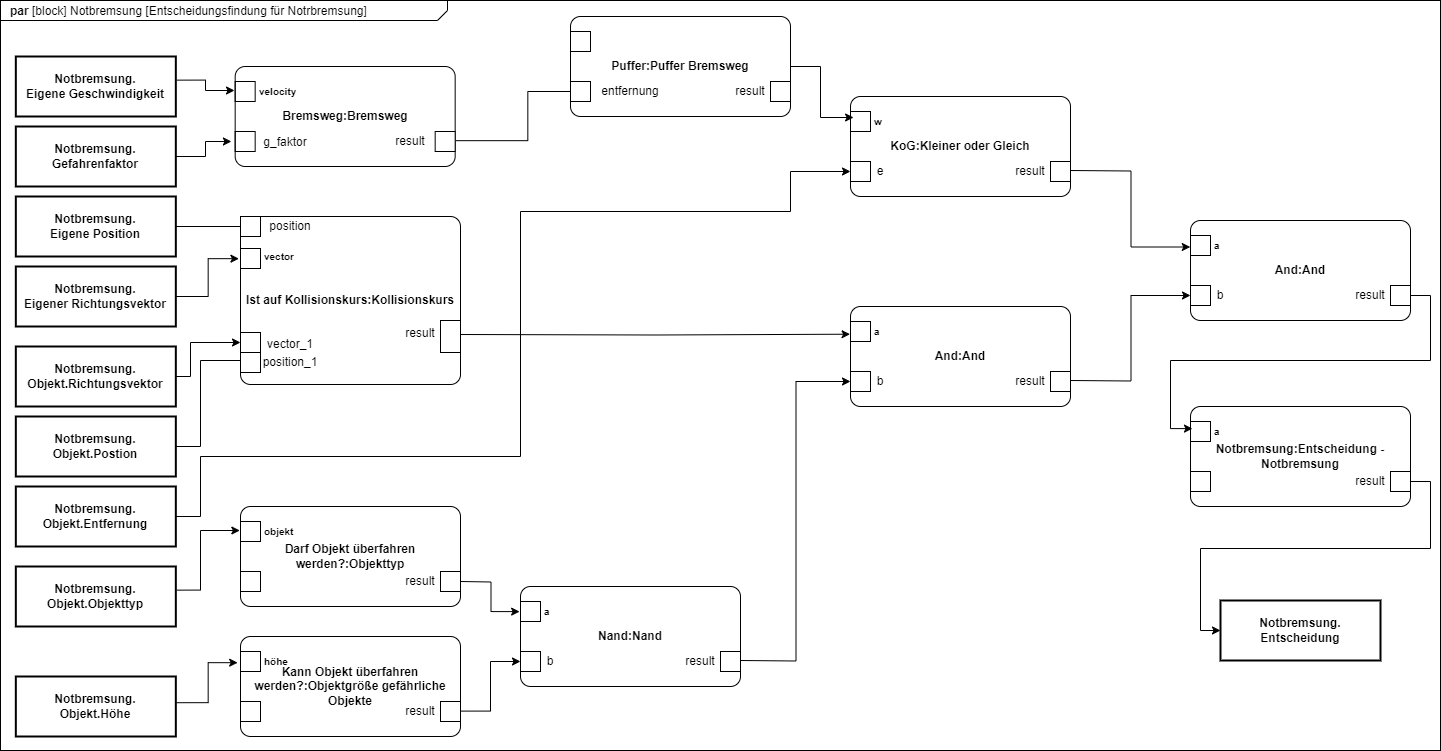 par [block] Notbremsung [Entscheidungsfindung für Notrbremsung]
Notbremsung.
Eigene Geschwindigkeit
Notbremsung.
Gefahrenfaktor
Notbremsung.
Eigene Position
Notbremsung.
Eigener Richtungsvektor
Notbremsung.
Objekt.Richtungsvektor
Notbremsung.
Objekt.Postion
Notbremsung.
Objekt.Entfernung
Notbremsung.
Objekt.Objekttyp
Notbremsung.
Objekt.Höhe
velocity
Bremsweg:Bremsweg
g_faktor
result
position
vector
Ist auf Kollisionskurs:Kollisionskurs
result
vector_1
position_1
objekt
Darf Objekt überfahren
werden?:Objekttyp
result
höhe
Kann Objekt überfahren
werden?:Objektgröße gefährliche
Objekte
result
Puffer:Puffer Bremsweg
entfernung
result
a
Nand:Nand
b
result
w
KoG:Kleiner oder Gleich
e
result
a
And:And
b
result
a
And:And
b
result
a
Notbremsung:Entscheidung -
Notbremsung
result
Notbremsung.
Entscheidung